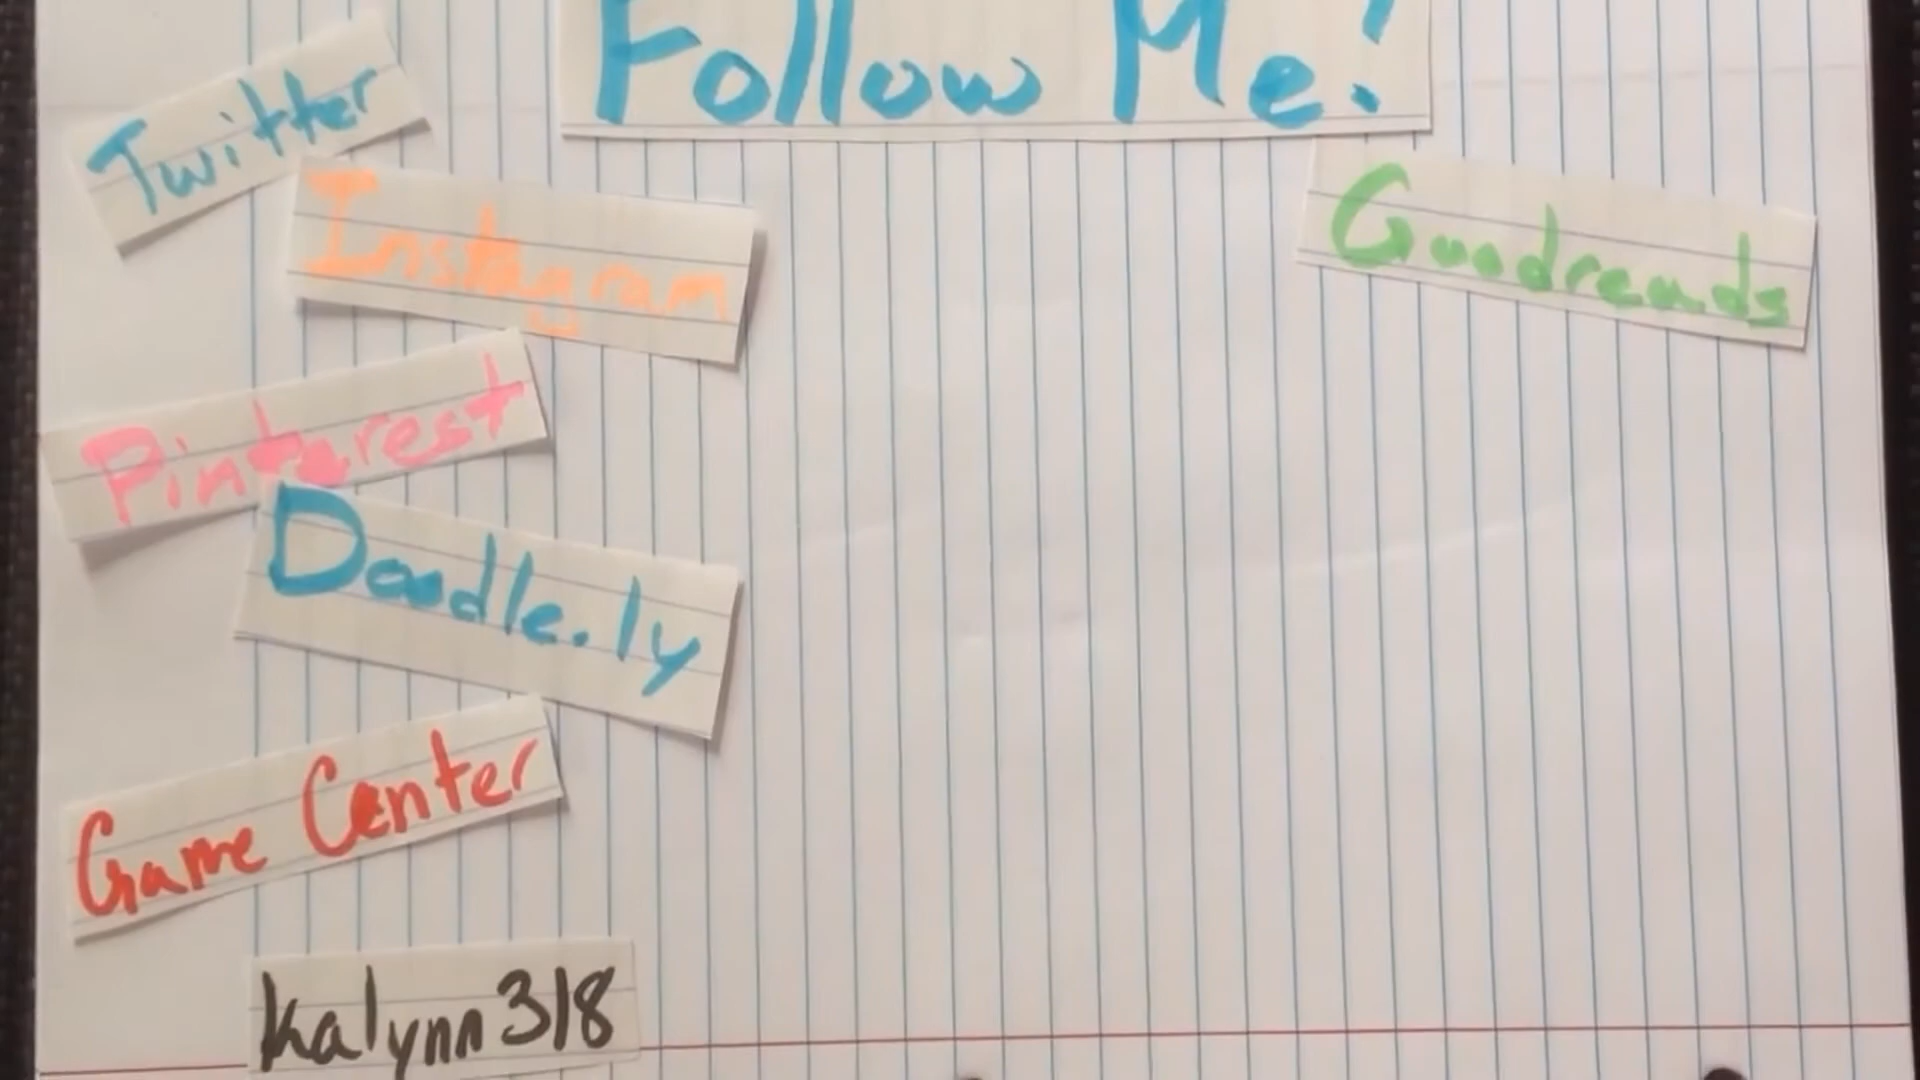 Follow Me!
Twitter
Instagram
Pinterest
Doodle.ly
Game Center
kalynn318
Goodreads